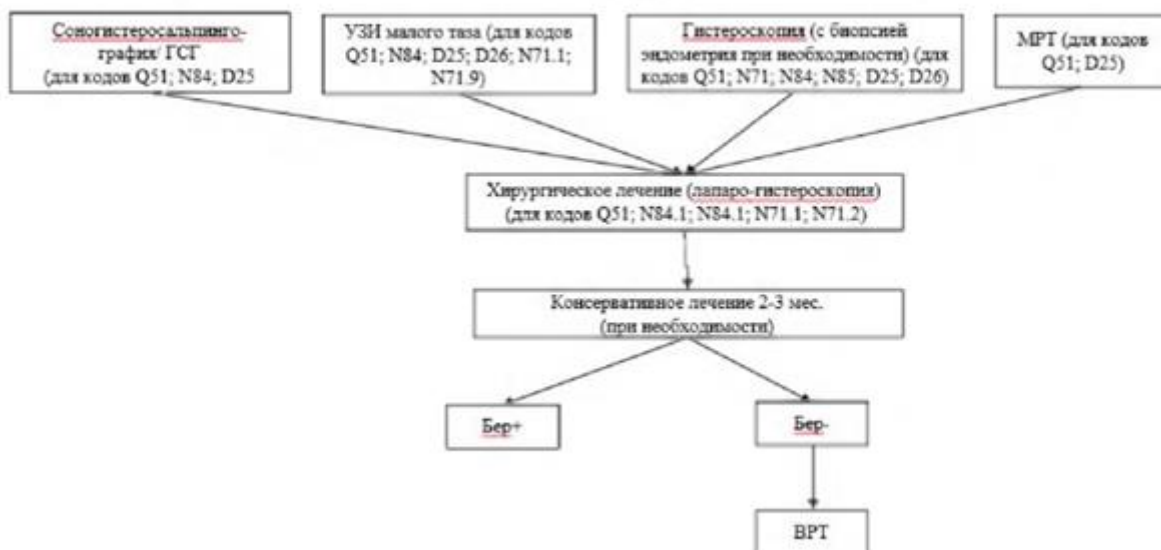 Соногистеросальпинго-
графия/ ГСГ
(для кодов Q51; N84; D25
УЗИ малого таза (для кодов
Q51; N84; D25; D26; N71.1;
N71.9)
Гистероскопия (с биопсией
эндометрия при необходимости) (для
кодов Q51; N71; N84; N85; D25; D26)
МРТ (для кодов
Q51; D25)
Хирургическое лечение (лапаро-гистероскопия)
(для кодов Q51; N84.1; N84.1; N71.1; N71.2)
Консервативное лечение 2-3 мес.
(при необходимости)
Бер+
Бер-
ВРТ